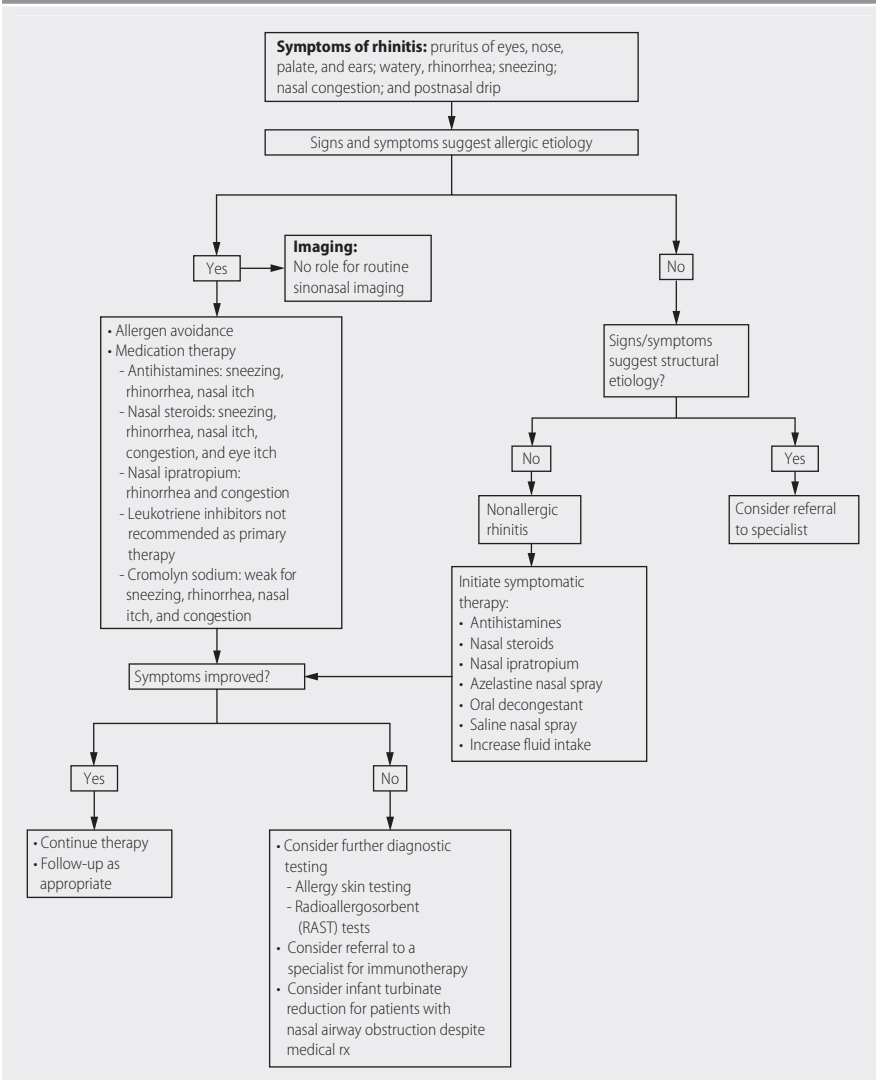 Symptoms of rhinitis: pruritus of eyes, nose,
palate, and ears; watery, rhinorrhea; sneezing;
nasal congestion; and postnasal drip
Signs and symptoms suggest allergic etiology
Yes
Imaging:
No role for routine
sinonasal imaging
No
• Allergen avoidance
• Medication therapy
- Antihistamines: sneezing,
rhinorrhea, nasal itch
- Nasal steroids: sneezing,
rhinorrhea, nasal itch,
congestion, and eye itch
- Nasal ipratropium:
rhinorrhea and congestion
- Leukotriene inhibitors not
recommended as primary
therapy
- Cromolyn sodium: weak for
sneezing, rhinorrhea, nasal
itch, and congestion
Signs/symptoms
suggest structural
etiology?
No
Yes
Nonallergic
rhinitis
Consider referral
to specialist
Initiate symptomatic
therapy:
• Antihistamines
• Nasal steroids
• Nasal ipratropium
• Azelastine nasal spray
• Oral decongestant
• Saline nasal spray
• Increase fluid intake
Symptoms improved?
Yes
No
• Continue therapy
• Follow-up as
appropriate
• Consider further diagnostic
testing
- Allergy skin testing
- Radioallergosorbent
(RAST) tests
• Consider referral to a
specialist for immunotherapy
• Consider infant turbinate
reduction for patients with
nasal airway obstruction despite
medical rx